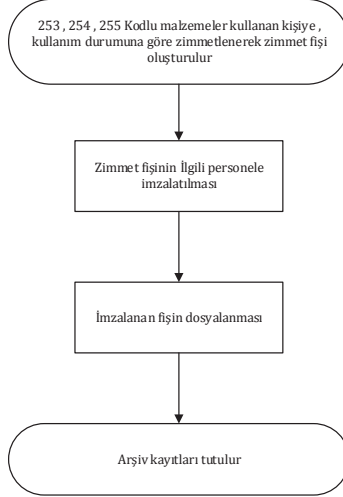 253 , 254 , 255 Kodlu malzemeler kullanan kişiye ,
kullanım durumuna göre zimmetlenerek zimmet fişi
oluşturulur
Zimmet fişinin İlgili personele
imzalatılması
İmzalanan fişin dosyalanması
Arşiv kayıtları tutulur